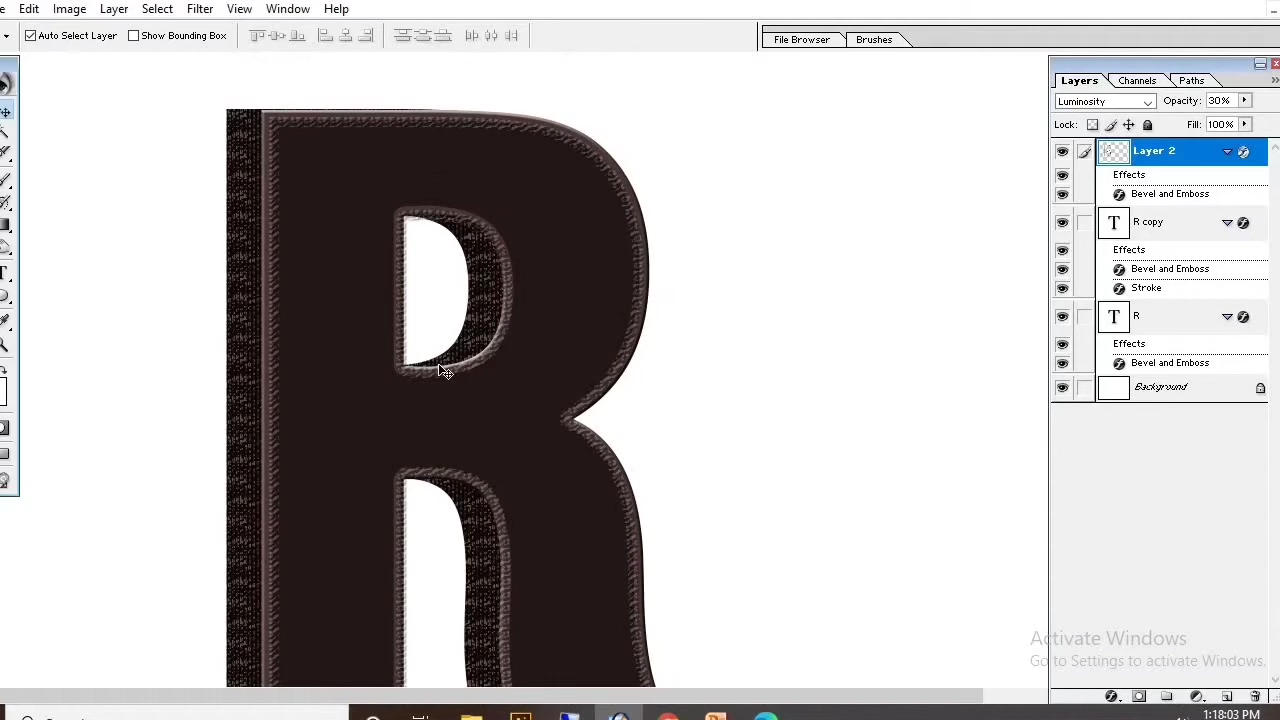 Edit Image Layer Select Filter View Window Help
Auto Select Layer Show Bounding Box
File Browser Brushes
Layers Channels Paths
Luminosity Opacity: 30%
Lock: Fill: 100%
Layer 2
Effects
Bevel and Emboss
T R copy
Effects
Bevel and Emboss
Stroke
T R
Effects
Bevel and Emboss
Background
R
Activate Windows
Go to Settings to activate Windows.
1:18:03 PM